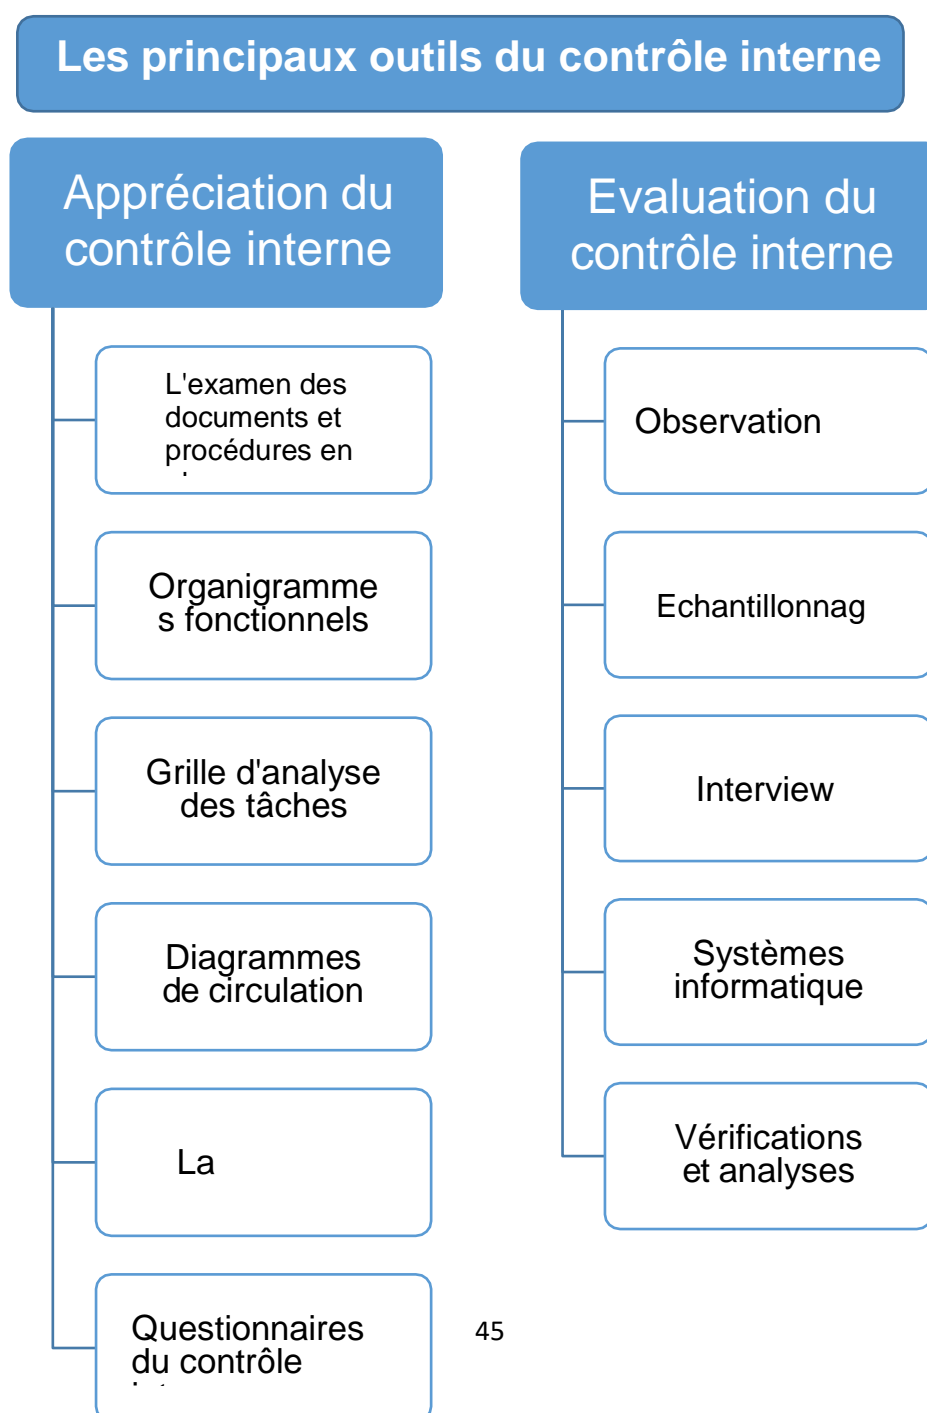 Les principaux outils du contrôle interne
Appréciation du
contrôle interne
L'examen des
documents et
procédures en
Organigramme
s fonctionnels
Grille d'analyse
des tâches
Diagrammes
de circulation
La
Questionnaires
du contrôle
Evaluation du
contrôle interne
Observation
Echantillonnag
Interview
Systèmes
informatique
Vérifications
et analyses
45